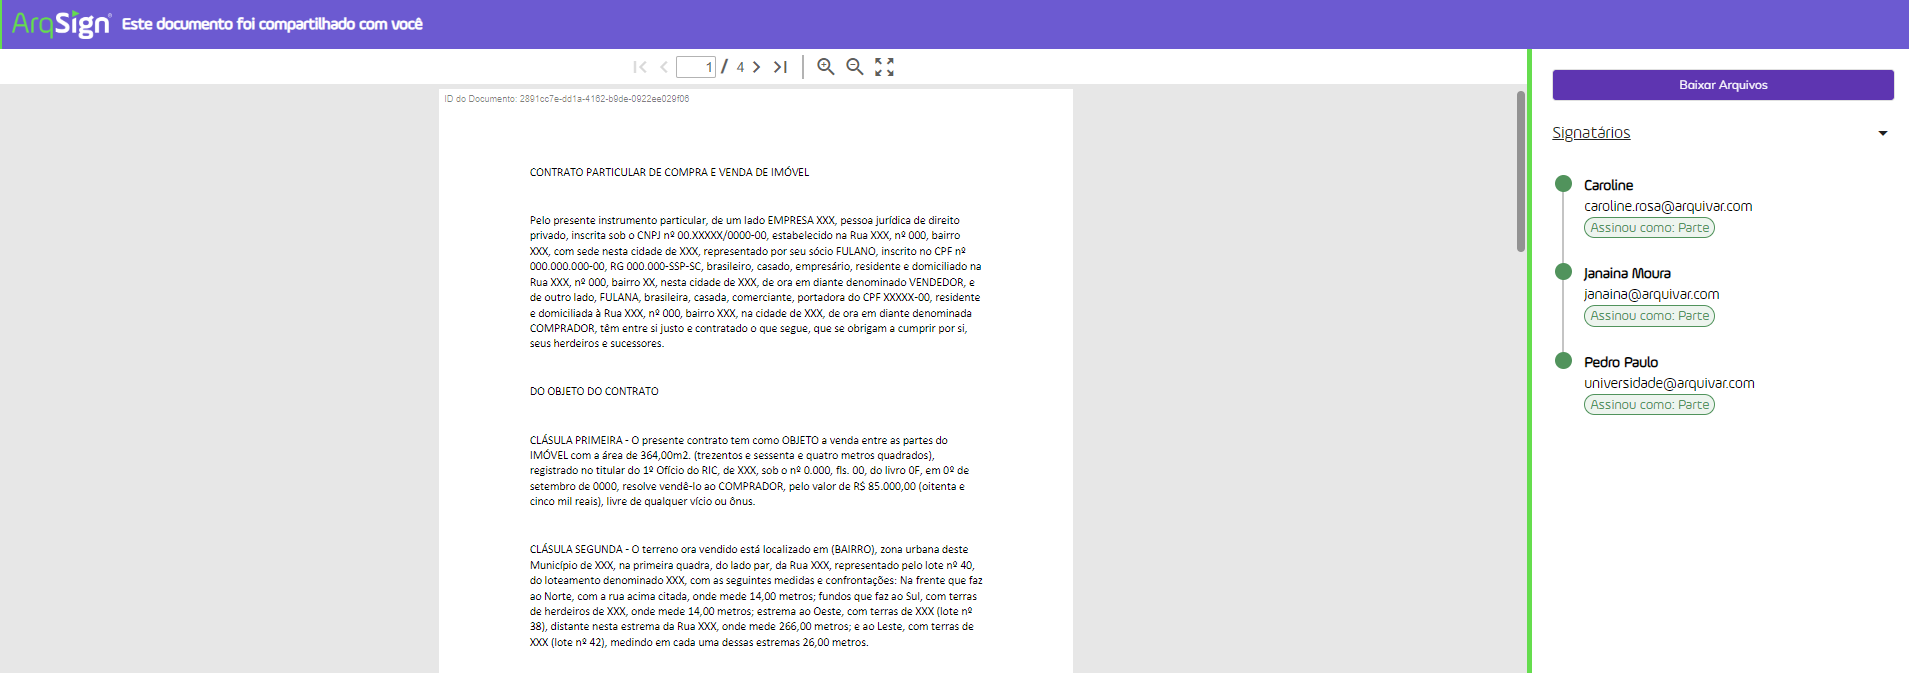 ArqSign® Este documento foi compartilhado com você
1 / 4
ID do Documento: 2891cc7e-dd1a-4162-b9de-0922ee029f06
CONTRATO PARTICULAR DE COMPRA E VENDA DE IMÓVEL
Pelo presente instrumento particular, de um lado EMPRESA XXX, pessoa jurídica de direito
privado, inscrita sob o CNPJ nº 00.XXXXX/0000-00, estabelecido na Rua XXX, nº 000, bairro
XXX, com sede nesta cidade de XXX, representado por seu sócio FULANO, inscrito no CPF nº
000.000.000-00, RG 000.000-SSP-SC, brasileiro, casado, empresário, residente e domiciliado na
Rua XXX, nº 000, bairro XX, nesta cidade de XXX, de ora em diante denominado VENDEDOR, e
de outro lado, FULANA, brasileira, casada, comerciante, portadora do CPF XXXXX-00, residente
e domiciliada à Rua XXX, nº 000, bairro XXX, na cidade de XXX, de ora em diante denominada
COMPRADOR, têm entre si justo e contratado o que segue, que se obrigam a cumprir por si,
seus herdeiros e sucessores.
DO OBJETO DO CONTRATO
CLÁSULA PRIMEIRA - O presente contrato tem como OBJETO a venda entre as partes do
IMÓVEL com a área de 364,00m2. (trezentos e sessenta e quatro metros quadrados),
registrado no titular do 1º Ofício do RIC, de XXX, sob o nº 0.000, fls. 00, do livro 0F, em 0º de
setembro de 0000, resolve vendê-lo ao COMPRADOR, pelo valor de R$ 85.000,00 (oitenta e
cinco mil reais), livre de qualquer vício ou ônus.
CLÁSULA SEGUNDA - O terreno ora vendido está localizado em (BAIRRO), zona urbana deste
Município de XXX, na primeira quadra, do lado par, da Rua XXX, representado pelo lote nº 40,
do loteamento denominado XXX, com as seguintes medidas e confrontações: Na frente que faz
ao Norte, com a rua acima citada, onde mede 14,00 metros; fundos que faz ao Sul, com terras
de herdeiros de XXX, onde mede 14,00 metros; estrema ao Oeste, com terras de XXX (lote nº
38), distante nesta estrema da Rua XXX, onde mede 266,00 metros; e ao Leste, com terras de
XXX (lote nº 42), medindo em cada uma dessas estremas 26,00 metros.
Baixar Arquivos
Signatários
Caroline
caroline.rosa@arquivar.com
Assinou como: Parte
Janaina Moura
janaina@arquivar.com
Assinou como: Parte
Pedro Paulo
universidade@arquivar.com
Assinou como: Parte